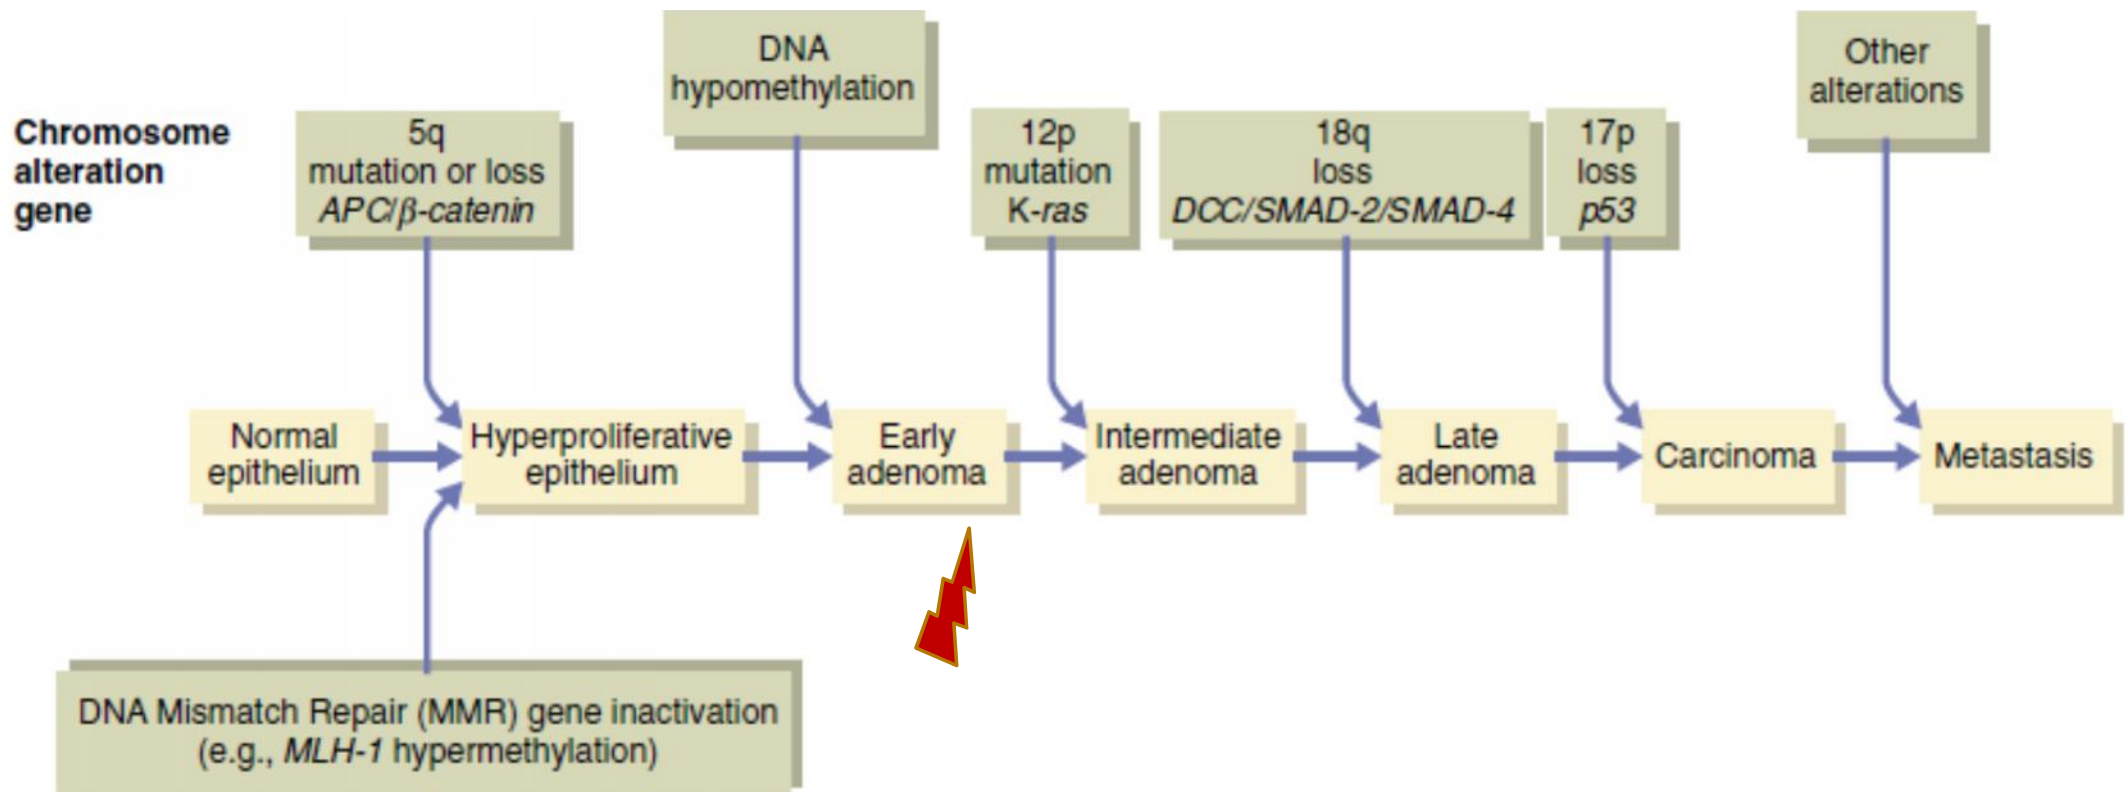 DNA
hypomethylation
Other
alterations
Chromosome
alteration
gene
5q
mutation or loss
APC/β-catenin
12p
mutation
K-ras
18q
loss
DCC/SMAD-2/SMAD-4
17p
loss
p53
Normal
epithelium
Hyperproliferative
epithelium
Early
adenoma
Intermediate
adenoma
Late
adenoma
Carcinoma
Metastasis
DNA Mismatch Repair (MMR) gene inactivation
(e.g., MLH-1 hypermethylation)